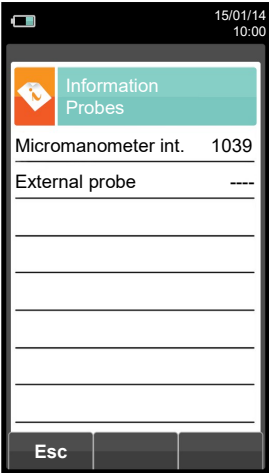 15/01/14
10:00
Information
Probes
Micromanometer int. 1039
External probe ----
Esc